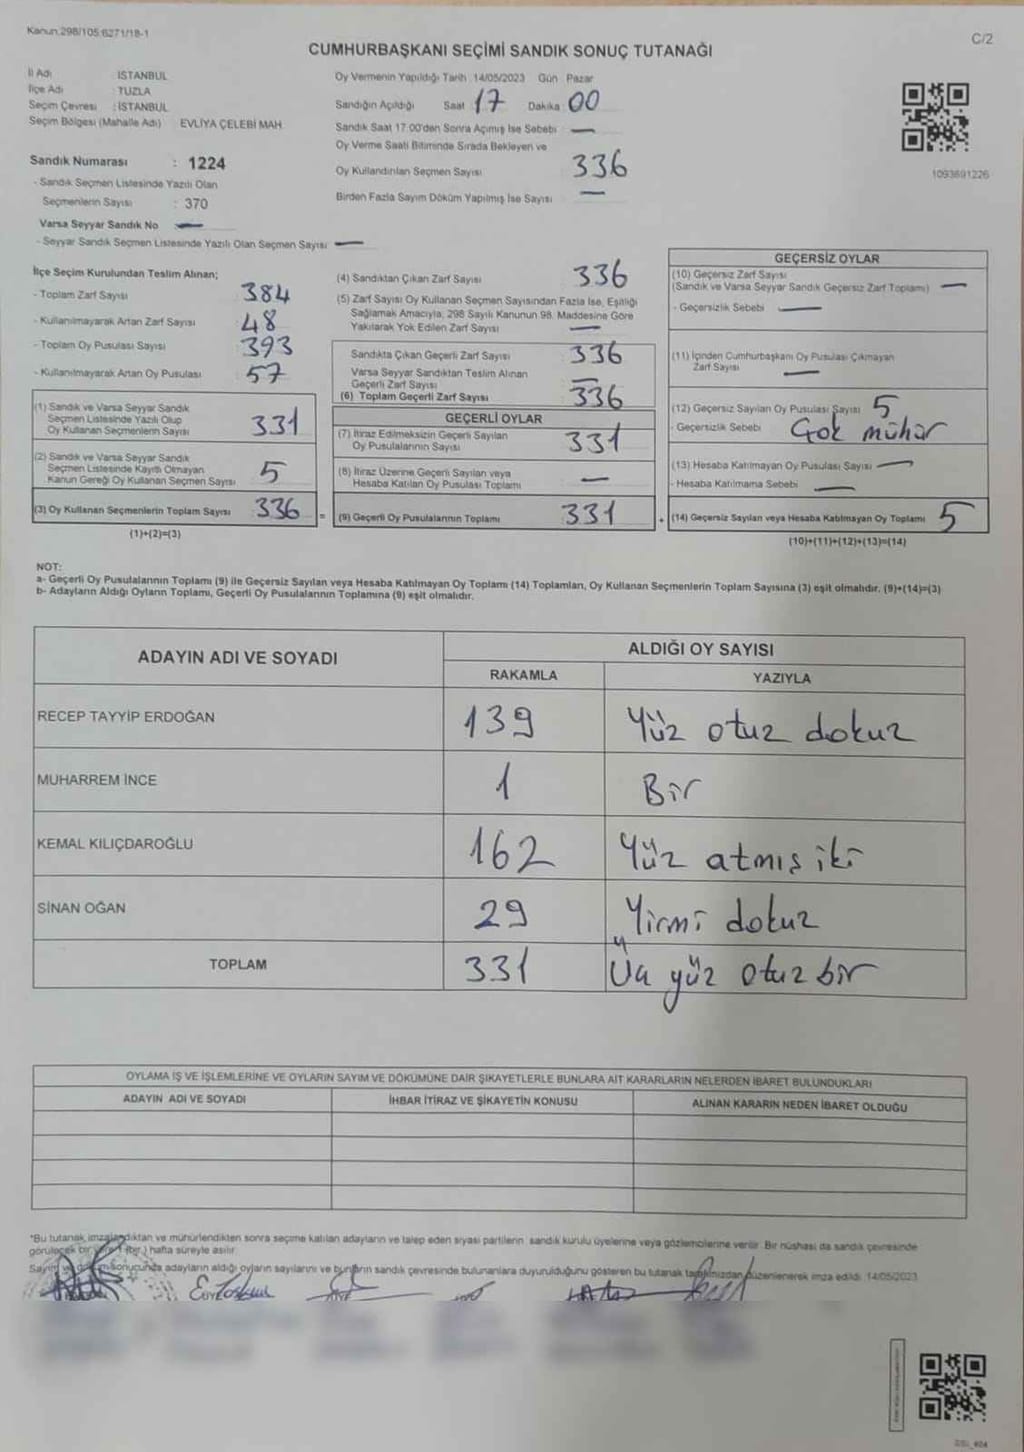 Kanun:298/105:6271/18-1
C/2
CUMHURBAŞKANI SEÇİMİ SANDIK SONUÇ TUTANAĞI
İl Adı : İSTANBUL
İlçe Adı : TUZLA
Seçim Çevresi : İSTANBUL
Seçim Bölgesi (Mahalle Adı) EVLİYA ÇELEBİ MAH.
Sandık Numarası : 1224
- Sandık Seçmen Listesinde Yazılı Olan
Seçmenlerin Sayısı : 370
Varsa Seyyar Sandık No —
- Seyyar Sandık Seçmen Listesinde Yazılı Olan Seçmen Sayısı —
Oy Vermenin Yapıldığı Tarih :14/05/2023 Gün : Pazar
Sandığın Açıldığı Saat 17 Dakika 00
Sandık Saat 17:00'den Sonra Açılmış İse Sebebi —
Oy Verme Saati Bitiminde Sırada Bekleyen ve
Oy Kullandırılan Seçmen Sayısı 336
Birden Fazla Sayım Döküm Yapılmış İse Sayısı —
1093691226
İlçe Seçim Kurulundan Teslim Alınan;
- Toplam Zarf Sayısı 384
- Kullanılmayarak Artan Zarf Sayısı 48
- Toplam Oy Pusulası Sayısı 393
- Kullanılmayarak Artan Oy Pusulası 57
(1) Sandık ve Varsa Seyyar Sandık
Seçmen Listesinde Yazılı Olup
Oy Kullanan Seçmenlerin Sayısı 331
(2) Sandık ve Varsa Seyyar Sandık
Seçmen Listesinde Kayıtlı Olmayan
Kanun Gereği Oy Kullanan Seçmen Sayısı 5
(3) Oy Kullanan Seçmenlerin Toplam Sayısı 336 =
(1)+(2)=(3)
(4) Sandıktan Çıkan Zarf Sayısı 336
(5) Zarf Sayısı Oy Kullanan Seçmen Sayısından Fazla İse, Eşitliği
Sağlamak Amacıyla, 298 Sayılı Kanunun 98. Maddesine Göre
Yakılarak Yok Edilen Zarf Sayısı —
Sandıkta Çıkan Geçerli Zarf Sayısı 336
Varsa Seyyar Sandıktan Teslim Alınan
Geçerli Zarf Sayısı —
(6) Toplam Geçerli Zarf Sayısı 336
GEÇERLİ OYLAR
(7) İtiraz Edilmeksizin Geçerli Sayılan
Oy Pusulalarının Sayısı 331
(8) İtiraz Üzerine Geçerli Sayılan veya
Hesaba Katılan Oy Pusulası Toplamı —
(9) Geçerli Oy Pusulalarının Toplamı 331 +
GEÇERSİZ OYLAR
(10) Geçersiz Zarf Sayısı
(Sandık ve Varsa Seyyar Sandık Geçersiz Zarf Toplamı) —
- Geçersizlik Sebebi —
(11) İçinden Cumhurbaşkanı Oy Pusulası Çıkmayan
Zarf Sayısı —
(12) Geçersiz Sayılan Oy Pusulası Sayısı 5
- Geçersizlik Sebebi Çok mühür
(13) Hesaba Katılmayan Oy Pusulası Sayısı —
- Hesaba Katılmama Sebebi —
(14) Geçersiz Sayılan veya Hesaba Katılmayan Oy Toplamı 5
(10)+(11)+(12)+(13)=(14)
NOT:
a- Geçerli Oy Pusulalarının Toplamı (9) ile Geçersiz Sayılan veya Hesaba Katılmayan Oy Toplamı (14) Toplamları, Oy Kullanan Seçmenlerin Toplam Sayısına (3) eşit olmalıdır. (9)+(14)=(3)
b- Adayların Aldığı Oyların Toplamı, Geçerli Oy Pusulalarının Toplamına (9) eşit olmalıdır.
ADAYIN ADI VE SOYADI
ALDIĞI OY SAYISI
RAKAMLA YAZIYLA
RECEP TAYYİP ERDOĞAN 139 Yüz otuz dokuz
MUHARREM İNCE 1 Bir
KEMAL KILIÇDAROĞLU 162 Yüz atmış iki
SİNAN OĞAN 29 Yirmi dokuz
TOPLAM 331 Üç yüz otuz bir
OYLAMA İŞ VE İŞLEMLERİNE VE OYLARIN SAYIM VE DÖKÜMÜNE DAİR ŞİKAYETLERLE BUNLARA AİT KARARLARIN NELERDEN İBARET BULUNDUKLARI
ADAYIN ADI VE SOYADI İHBAR İTİRAZ VE ŞİKAYETİN KONUSU ALINAN KARARIN NEDEN İBARET OLDUĞU
*Bu tutanak imzalandıktan ve mühürlendikten sonra seçime katılan adayların ve talep eden siyasi partilerin sandık kurulu üyelerine veya gözlemcilerine verilir. Bir nüshası da sandık çevresinde
görülecek bir yere 1 (bir) hafta süreyle asılır.
adayların aldığı oyların sayılarını ve bunların sandık çevresinde bulunanlara duyurulduğunu gösteren bu tutanak tarafımızdan düzenlenerek imza edildi. 14/05/2023